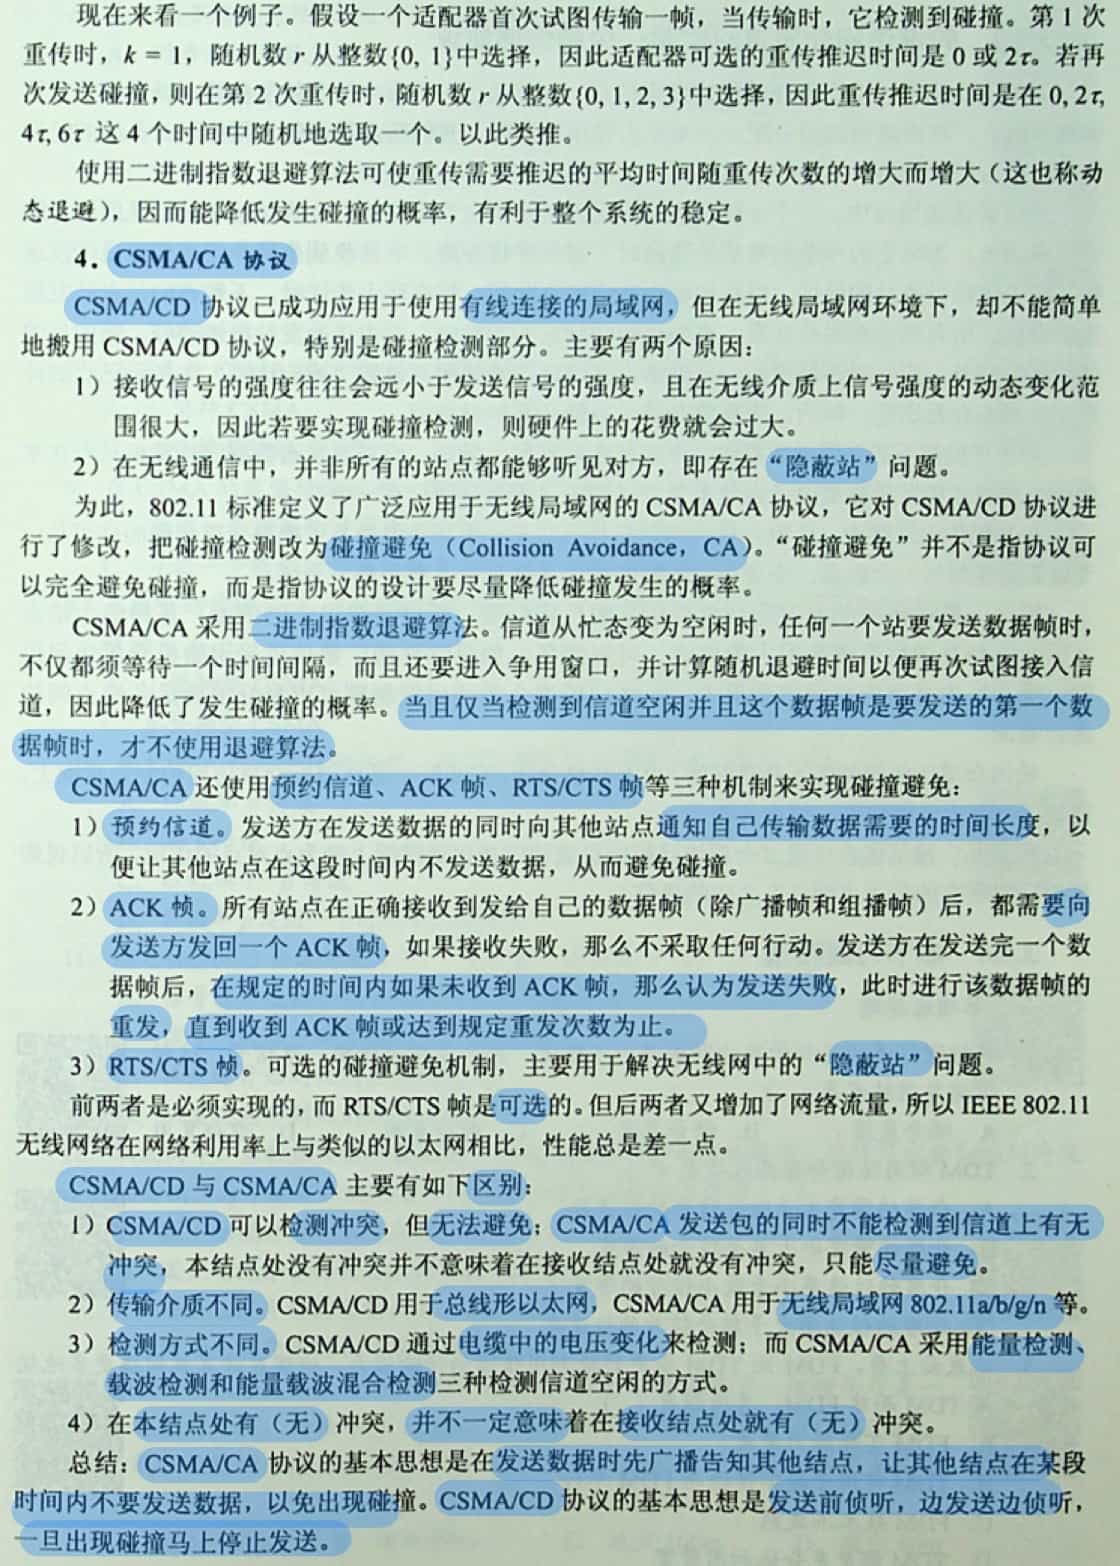 现在来看一个例子。假设一个适配器首次试图传输一帧，当传输时，它检测到碰撞。第 1 次
重传时，k = 1，随机数 r 从整数{0, 1}中选择，因此适配器可选的重传推迟时间是 0 或 2τ。若再
次发送碰撞，则在第 2 次重传时，随机数 r 从整数{0, 1, 2, 3}中选择，因此重传推迟时间是在 0, 2τ,
4τ, 6τ 这 4 个时间中随机地选取一个。以此类推。
使用二进制指数退避算法可使重传需要推迟的平均时间随重传次数的增大而增大（这也称动
态退避），因而能降低发生碰撞的概率，有利于整个系统的稳定。
4．CSMA/CA 协议
CSMA/CD 协议已成功应用于使用有线连接的局域网，但在无线局域网环境下，却不能简单
地搬用 CSMA/CD 协议，特别是碰撞检测部分。主要有两个原因：
1）接收信号的强度往往会远小于发送信号的强度，且在无线介质上信号强度的动态变化范
围很大，因此若要实现碰撞检测，则硬件上的花费就会过大。
2）在无线通信中，并非所有的站点都能够听见对方，即存在“隐蔽站”问题。
为此，802.11 标准定义了广泛应用于无线局域网的 CSMA/CA 协议，它对 CSMA/CD 协议进
行了修改，把碰撞检测改为碰撞避免（Collision Avoidance，CA）。“碰撞避免”并不是指协议可
以完全避免碰撞，而是指协议的设计要尽量降低碰撞发生的概率。
CSMA/CA 采用二进制指数退避算法。信道从忙态变为空闲时，任何一个站要发送数据帧时，
不仅都须等待一个时间间隔，而且还要进入争用窗口，并计算随机退避时间以便再次试图接入信
道，因此降低了发生碰撞的概率。当且仅当检测到信道空闲并且这个数据帧是要发送的第一个数
据帧时，才不使用退避算法。
CSMA/CA 还使用预约信道、ACK 帧、RTS/CTS 帧等三种机制来实现碰撞避免：
1）预约信道。发送方在发送数据的同时向其他站点通知自己传输数据需要的时间长度，以
便让其他站点在这段时间内不发送数据，从而避免碰撞。
2）ACK 帧。所有站点在正确接收到发给自己的数据帧（除广播帧和组播帧）后，都需要向
发送方发回一个 ACK 帧，如果接收失败，那么不采取任何行动。发送方在发送完一个数
据帧后，在规定的时间内如果未收到 ACK 帧，那么认为发送失败，此时进行该数据帧的
重发，直到收到 ACK 帧或达到规定重发次数为止。
3）RTS/CTS 帧。可选的碰撞避免机制，主要用于解决无线网中的“隐蔽站”问题。
前两者是必须实现的，而 RTS/CTS 帧是可选的。但后两者又增加了网络流量，所以 IEEE 802.11
无线网络在网络利用率上与类似的以太网相比，性能总是差一点。
CSMA/CD 与 CSMA/CA 主要有如下区别：
1）CSMA/CD 可以检测冲突，但无法避免；CSMA/CA 发送包的同时不能检测到信道上有无
冲突，本结点处没有冲突并不意味着在接收结点处就没有冲突，只能尽量避免。
2）传输介质不同。CSMA/CD 用于总线形以太网，CSMA/CA 用于无线局域网 802.11a/b/g/n 等。
3）检测方式不同。CSMA/CD 通过电缆中的电压变化来检测；而 CSMA/CA 采用能量检测、
载波检测和能量载波混合检测三种检测信道空闲的方式。
4）在本结点处有（无）冲突，并不一定意味着在接收结点处就有（无）冲突。
总结：CSMA/CA 协议的基本思想是在发送数据时先广播告知其他结点，让其他结点在某段
时间内不要发送数据，以免出现碰撞。CSMA/CD 协议的基本思想是发送前侦听，边发送边侦听，
一旦出现碰撞马上停止发送。